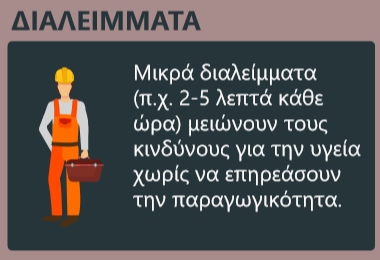 ΔΙΑΛΕΙΜΜΑΤΑ
Μικρά διαλείμματα
(π.χ. 2-5 λεπτά κάθε
ώρα) μειώνουν τους
κινδύνους για την υγεία
χωρίς να επηρεάσουν
την παραγωγικότητα.